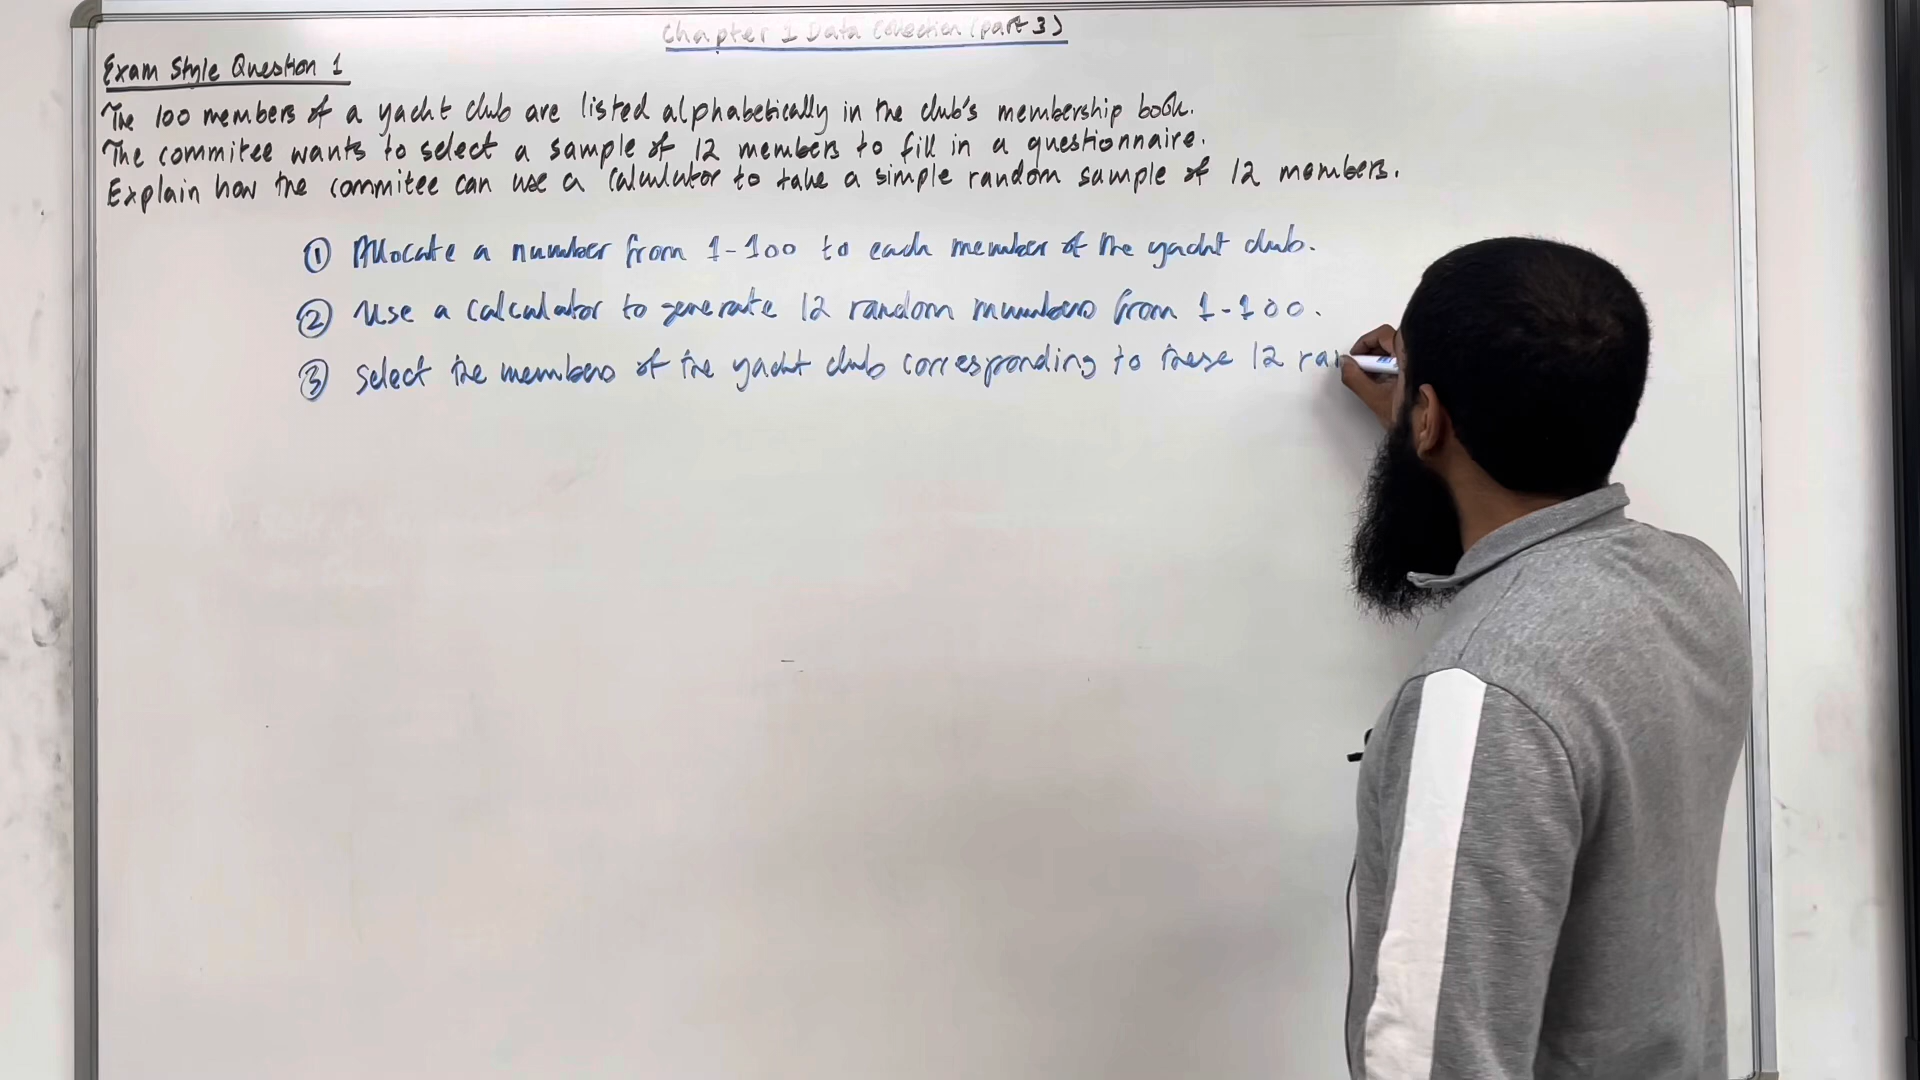 Chapter 1 Data Collection (part 3)
Exam Style Question 1
The 100 members of a yacht club are listed alphabetically in the club's membership book.
The commitee wants to select a sample of 12 members to fill in a questionnaire.
Explain how the commitee can use a calculator to take a simple random sample of 12 members.
① Allocate a number from 1-100 to each member of the yacht club.
② Use a calculator to generate 12 random numbers from 1-100.
③ Select the members of the yacht club corresponding to these 12 ran